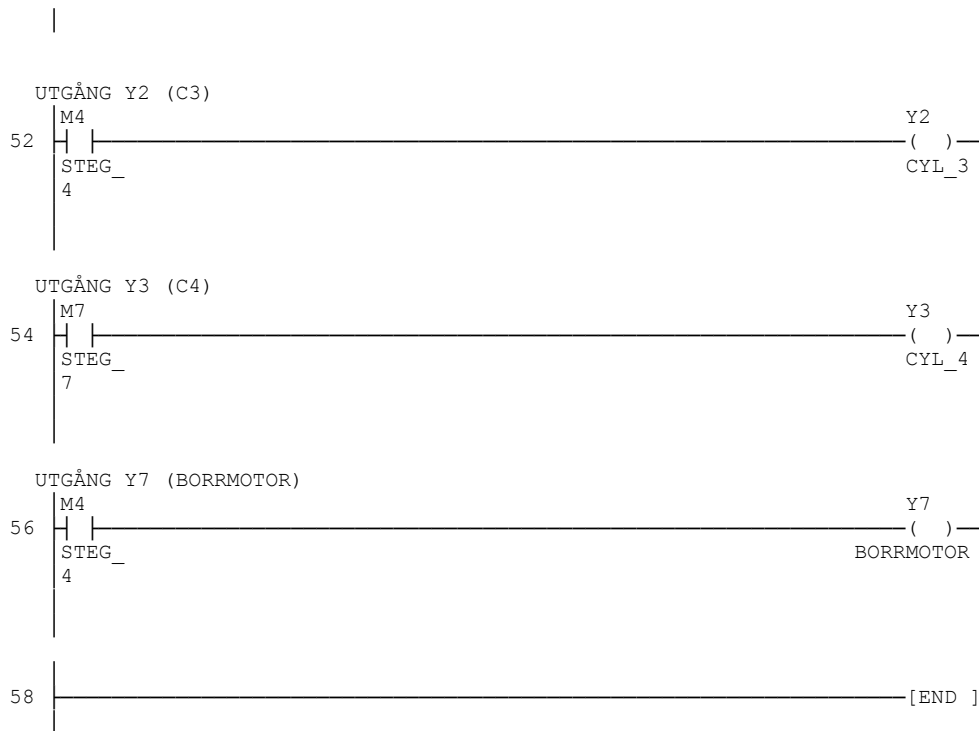 UTGÅNG Y2 (C3)
M4 Y2
52 ( )
STEG_ CYL_3
4
UTGÅNG Y3 (C4)
M7 Y3
54 ( )
STEG_ CYL_4
7
UTGÅNG Y7 (BORRMOTOR)
M4 Y7
56 ( )
STEG_ BORRMOTOR
4
58 [END ]